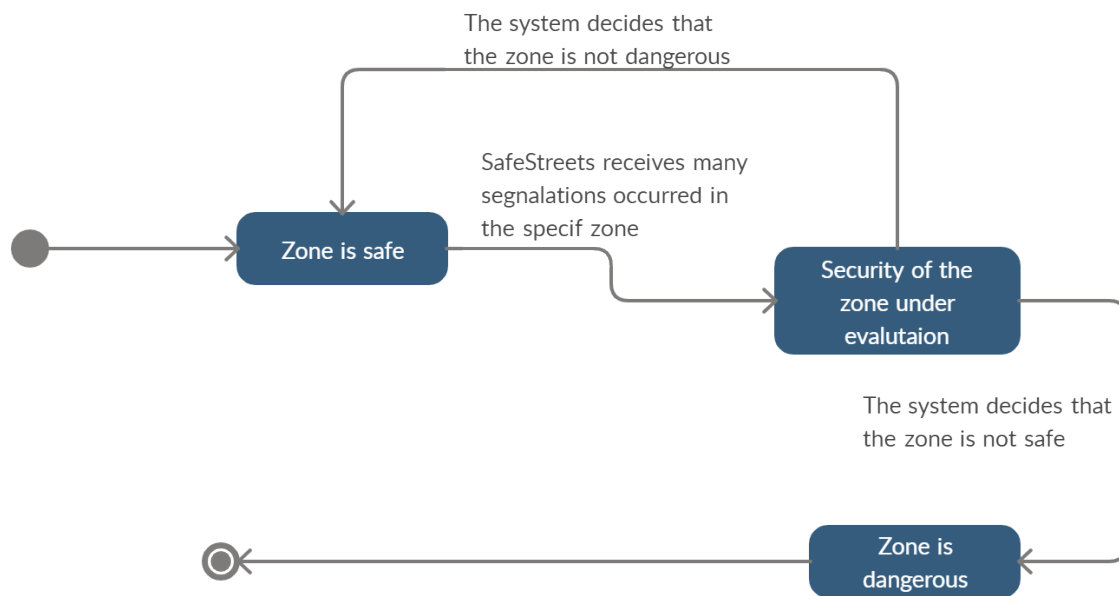 The system decides that
the zone is not dangerous
SafeStreets receives many
segnalations occurred in
the specif zone
Zone is safe
Security of the
zone under
evalutaion
The system decides that
the zone is not safe
Zone is
dangerous